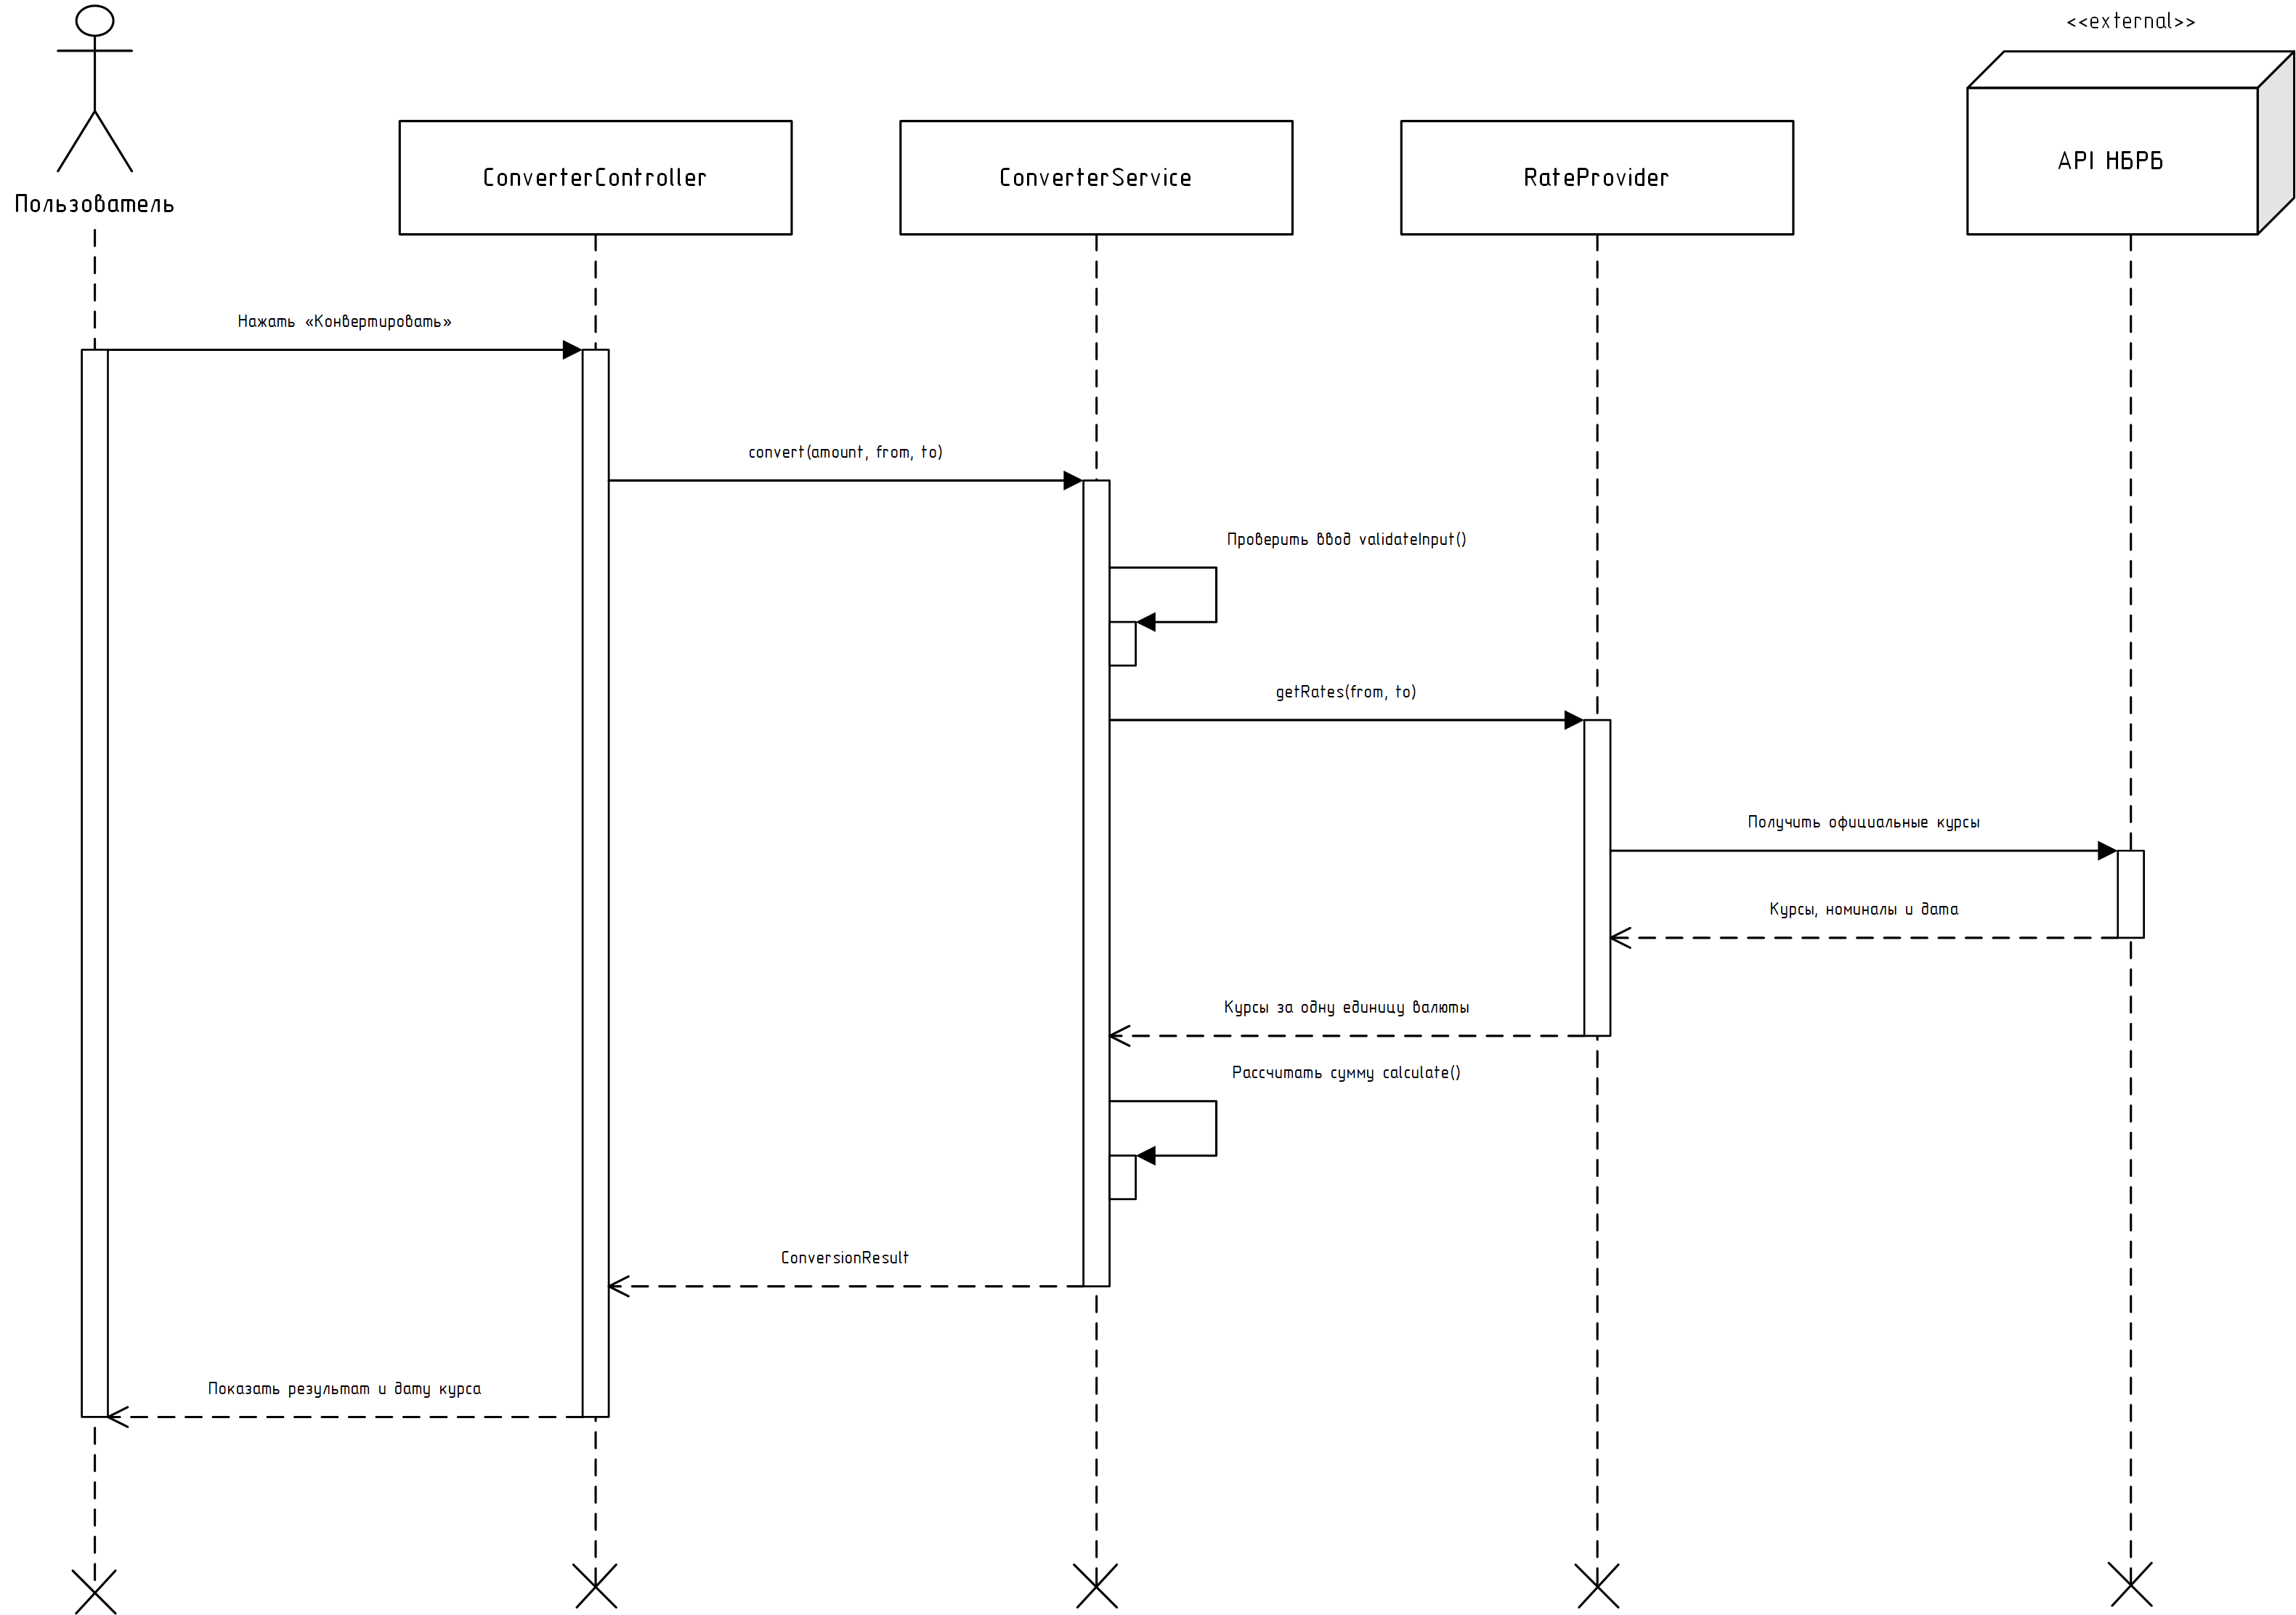 <<external>>
API НБРБ
ConverterController
ConverterService
RateProvider
Пользователь
Нажать «Конвертировать»
convert(amount, from, to)
Проверить ввод validateInput()
getRates(from, to)
Получить официальные курсы
Курсы, номиналы и дата
Курсы за одну единицу валюты
Рассчитать сумму calculate()
ConversionResult
Показать результат и дату курса